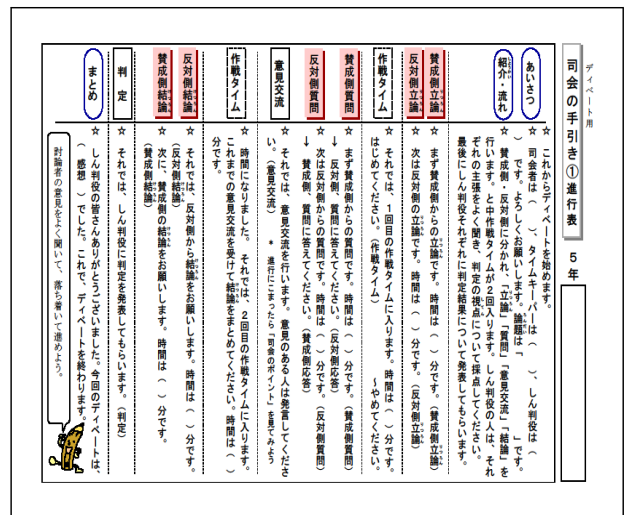 ディベート用
司会の手引き①進行表
５年
あいさつ
☆ これからディベートを始めます。
☆ 司会者は（　　）、タイムキーパーは（　　）、しん判役は（
）です。よろしくお願いします。論題は「　　」です。
紹介・流れ
しょうかい
☆ 賛成側・反対側に分かれ、「立論」「質問」「意見交流」「結論」を
行います。と中作戦タイムが２回入ります。しん判役の人は、それ
ぞれの主張をよく聞き、判定の視点について採点してください。
最後にしん判役それぞれに判定結果について発表してもらいます。
賛成側立論
☆ まず賛成側からの立論です。時間は（　）分です。（賛成側立論）
反対側立論
☆ 次は反対側の立論です。時間は（　）分です。（反対側立論）
作戦タイム
☆ それでは、１回目の作戦タイムに入ります。時間は（　）分です。
はじめてください。（作戦タイム）　～やめてください。
賛成側質問
☆ まず賛成側からの質問です。時間は（　）分です。（賛成側質問）
↓ 反対側、質問に答えてください。（反対側応答）
反対側質問
☆ 次は反対側からの質問です。時間は（　）分です。（反対側質問）
↓ 賛成側、質問に答えてください。（賛成側応答）
意見交流
☆ それでは、意見交流を行います。意見のある人は発言してくださ
い。（意見交流）　＊ 進行にこまったら「司会のポイント」を見てみよう
作戦タイム
☆ 時間になりました。それでは、２回目の作戦タイムに入ります。
これまでの意見交流を受けて結論をまとめてください。時間は（　）
分です。
反対側結論
☆ それでは、反対側から結論をお願いします。時間は（　）分です。
（反対側結論）
賛成側結論
☆ 次に、賛成側の結論をお願いします。時間は（　）分です。
（賛成側結論）
判定
☆ それでは、しん判役に判定を発表してもらいます。（判定）
まとめ
☆ しん判役の皆さんありがとうございました。今回のディベートは、
（　感想　）でした。これで、ディベートを終わります。
討論者の意見をよく聞いて、落ち着いて進めよう。